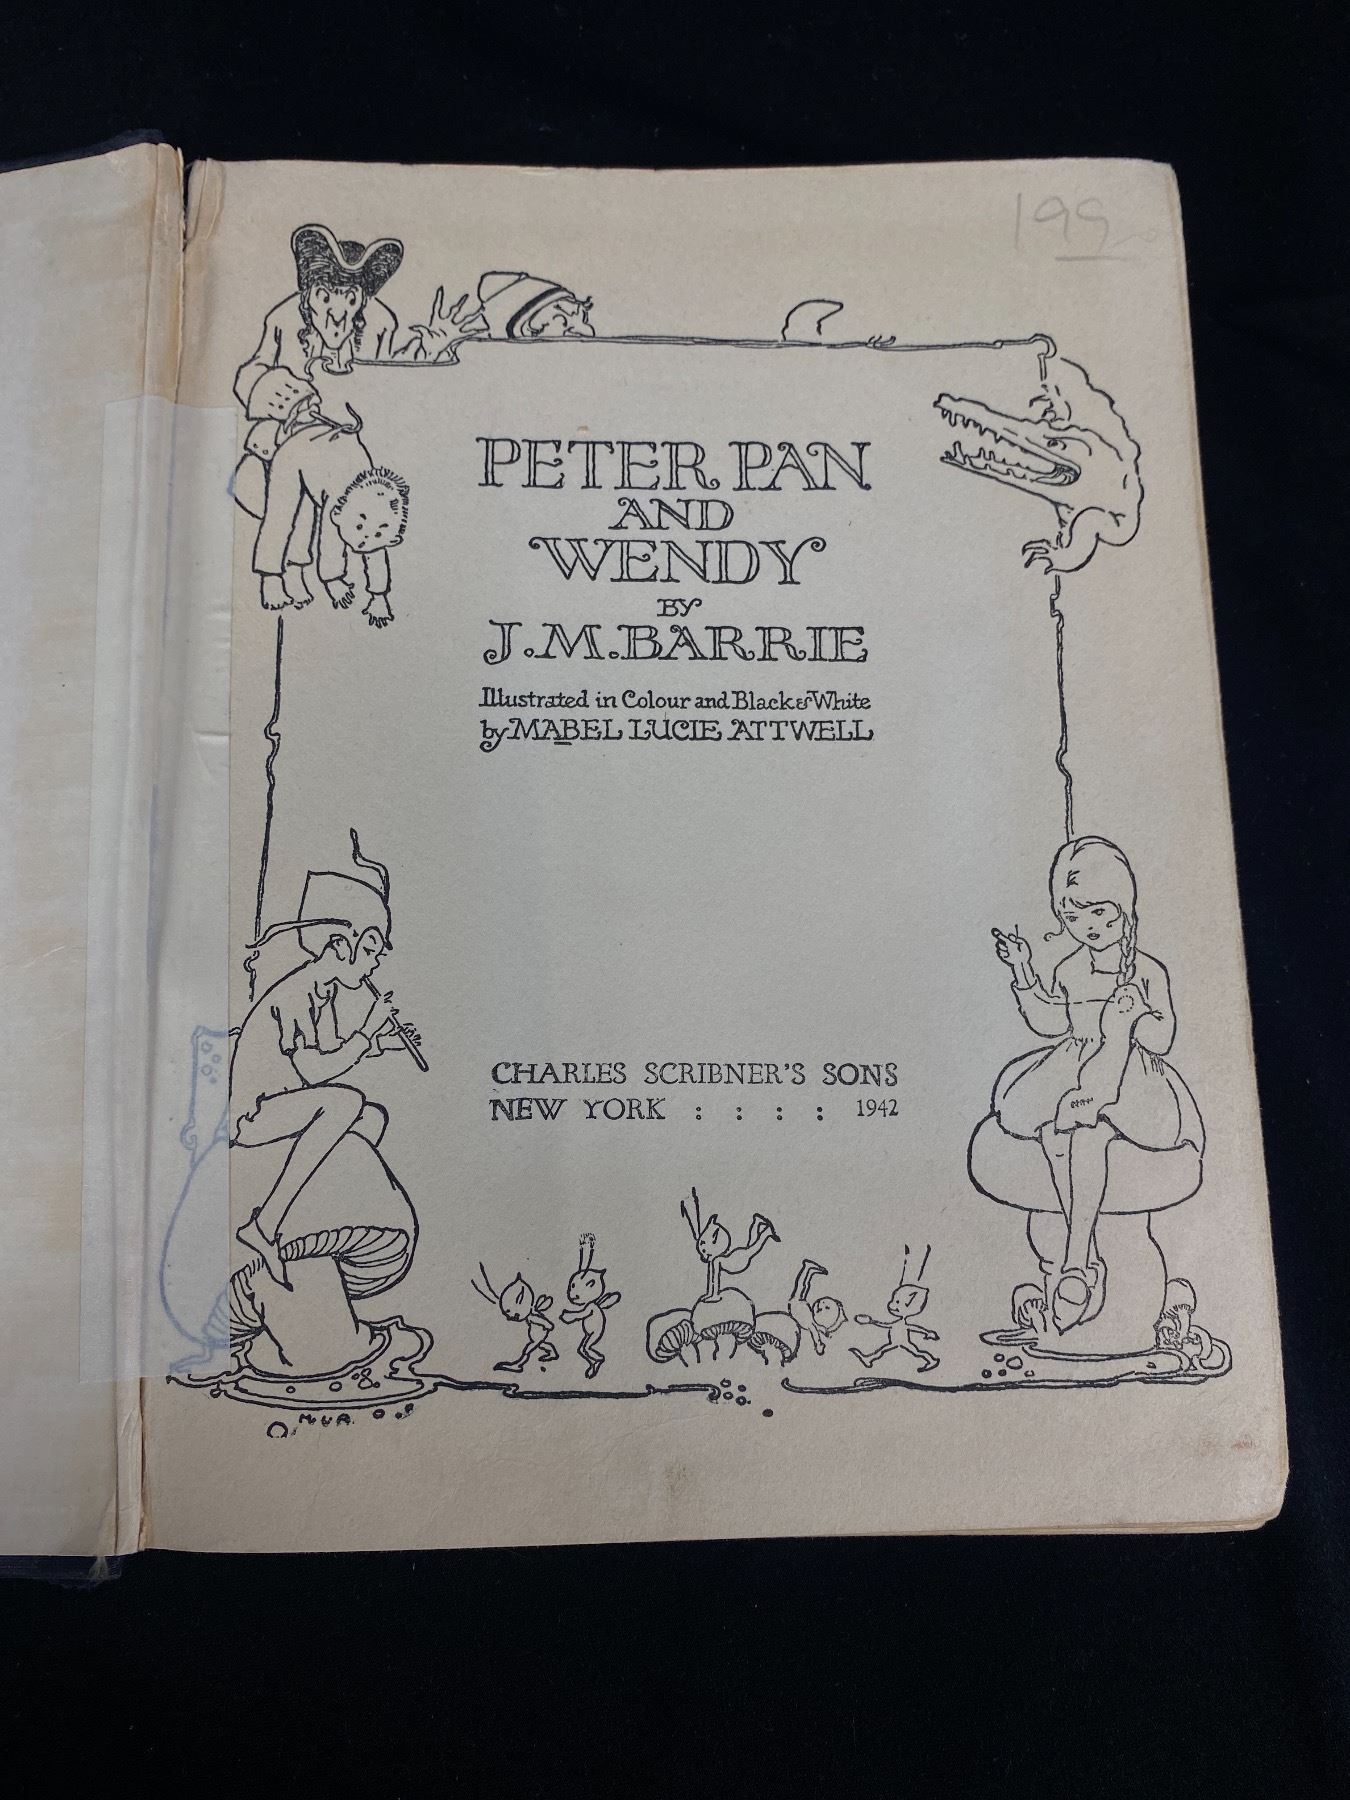 199
PETER PAN
AND
WENDY
BY
J.M.BARRIE
Illustrated in Colour and Black & White
by MABEL LUCIE ATTWELL
CHARLES SCRIBNER'S SONS
NEW YORK : : : : 1942
M.L.A.